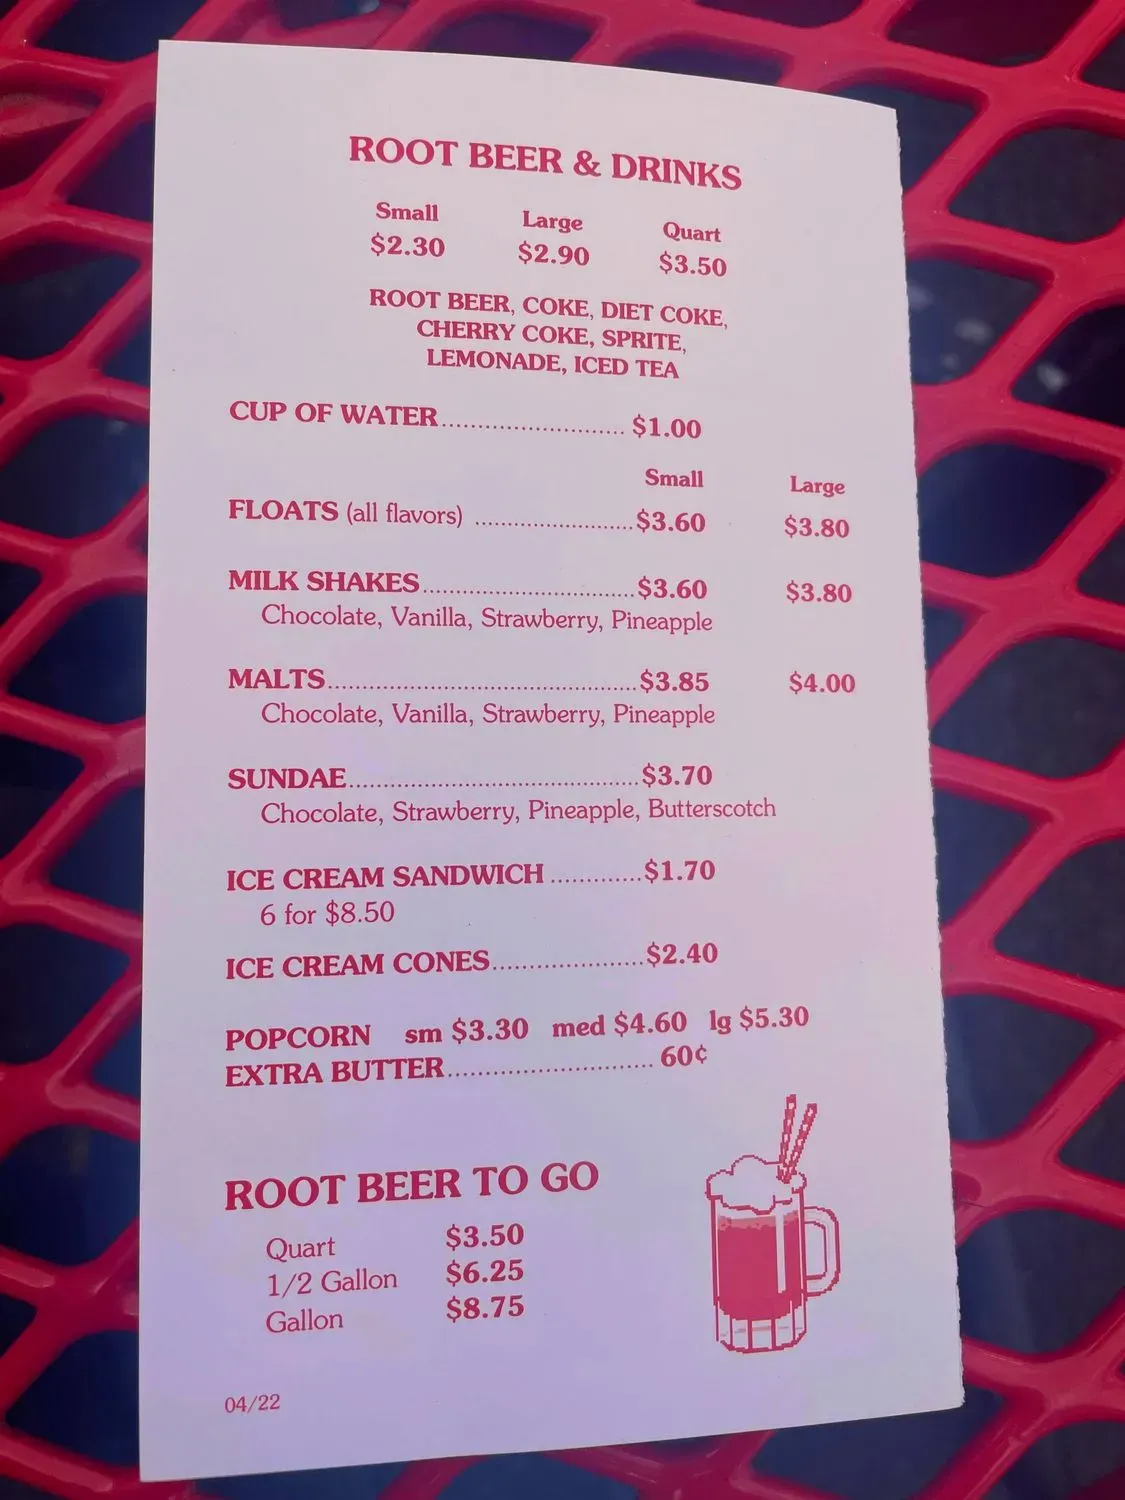 ROOT BEER & DRINKS
Small Large Quart
$2.30 $2.90 $3.50
ROOT BEER, COKE, DIET COKE,
CHERRY COKE, SPRITE,
LEMONADE, ICED TEA
CUP OF WATER.......................... $1.00
Small Large
FLOATS (all flavors) .......................$3.60 $3.80
MILK SHAKES..............................$3.60 $3.80
Chocolate, Vanilla, Strawberry, Pineapple
MALTS............................................$3.85 $4.00
Chocolate, Vanilla, Strawberry, Pineapple
SUNDAE.........................................$3.70
Chocolate, Strawberry, Pineapple, Butterscotch
ICE CREAM SANDWICH .............$1.70
6 for $8.50
ICE CREAM CONES.....................$2.40
POPCORN sm $3.30 med $4.60 lg $5.30
EXTRA BUTTER............................. 60¢
ROOT BEER TO GO
Quart $3.50
1/2 Gallon $6.25
Gallon $8.75
04/22